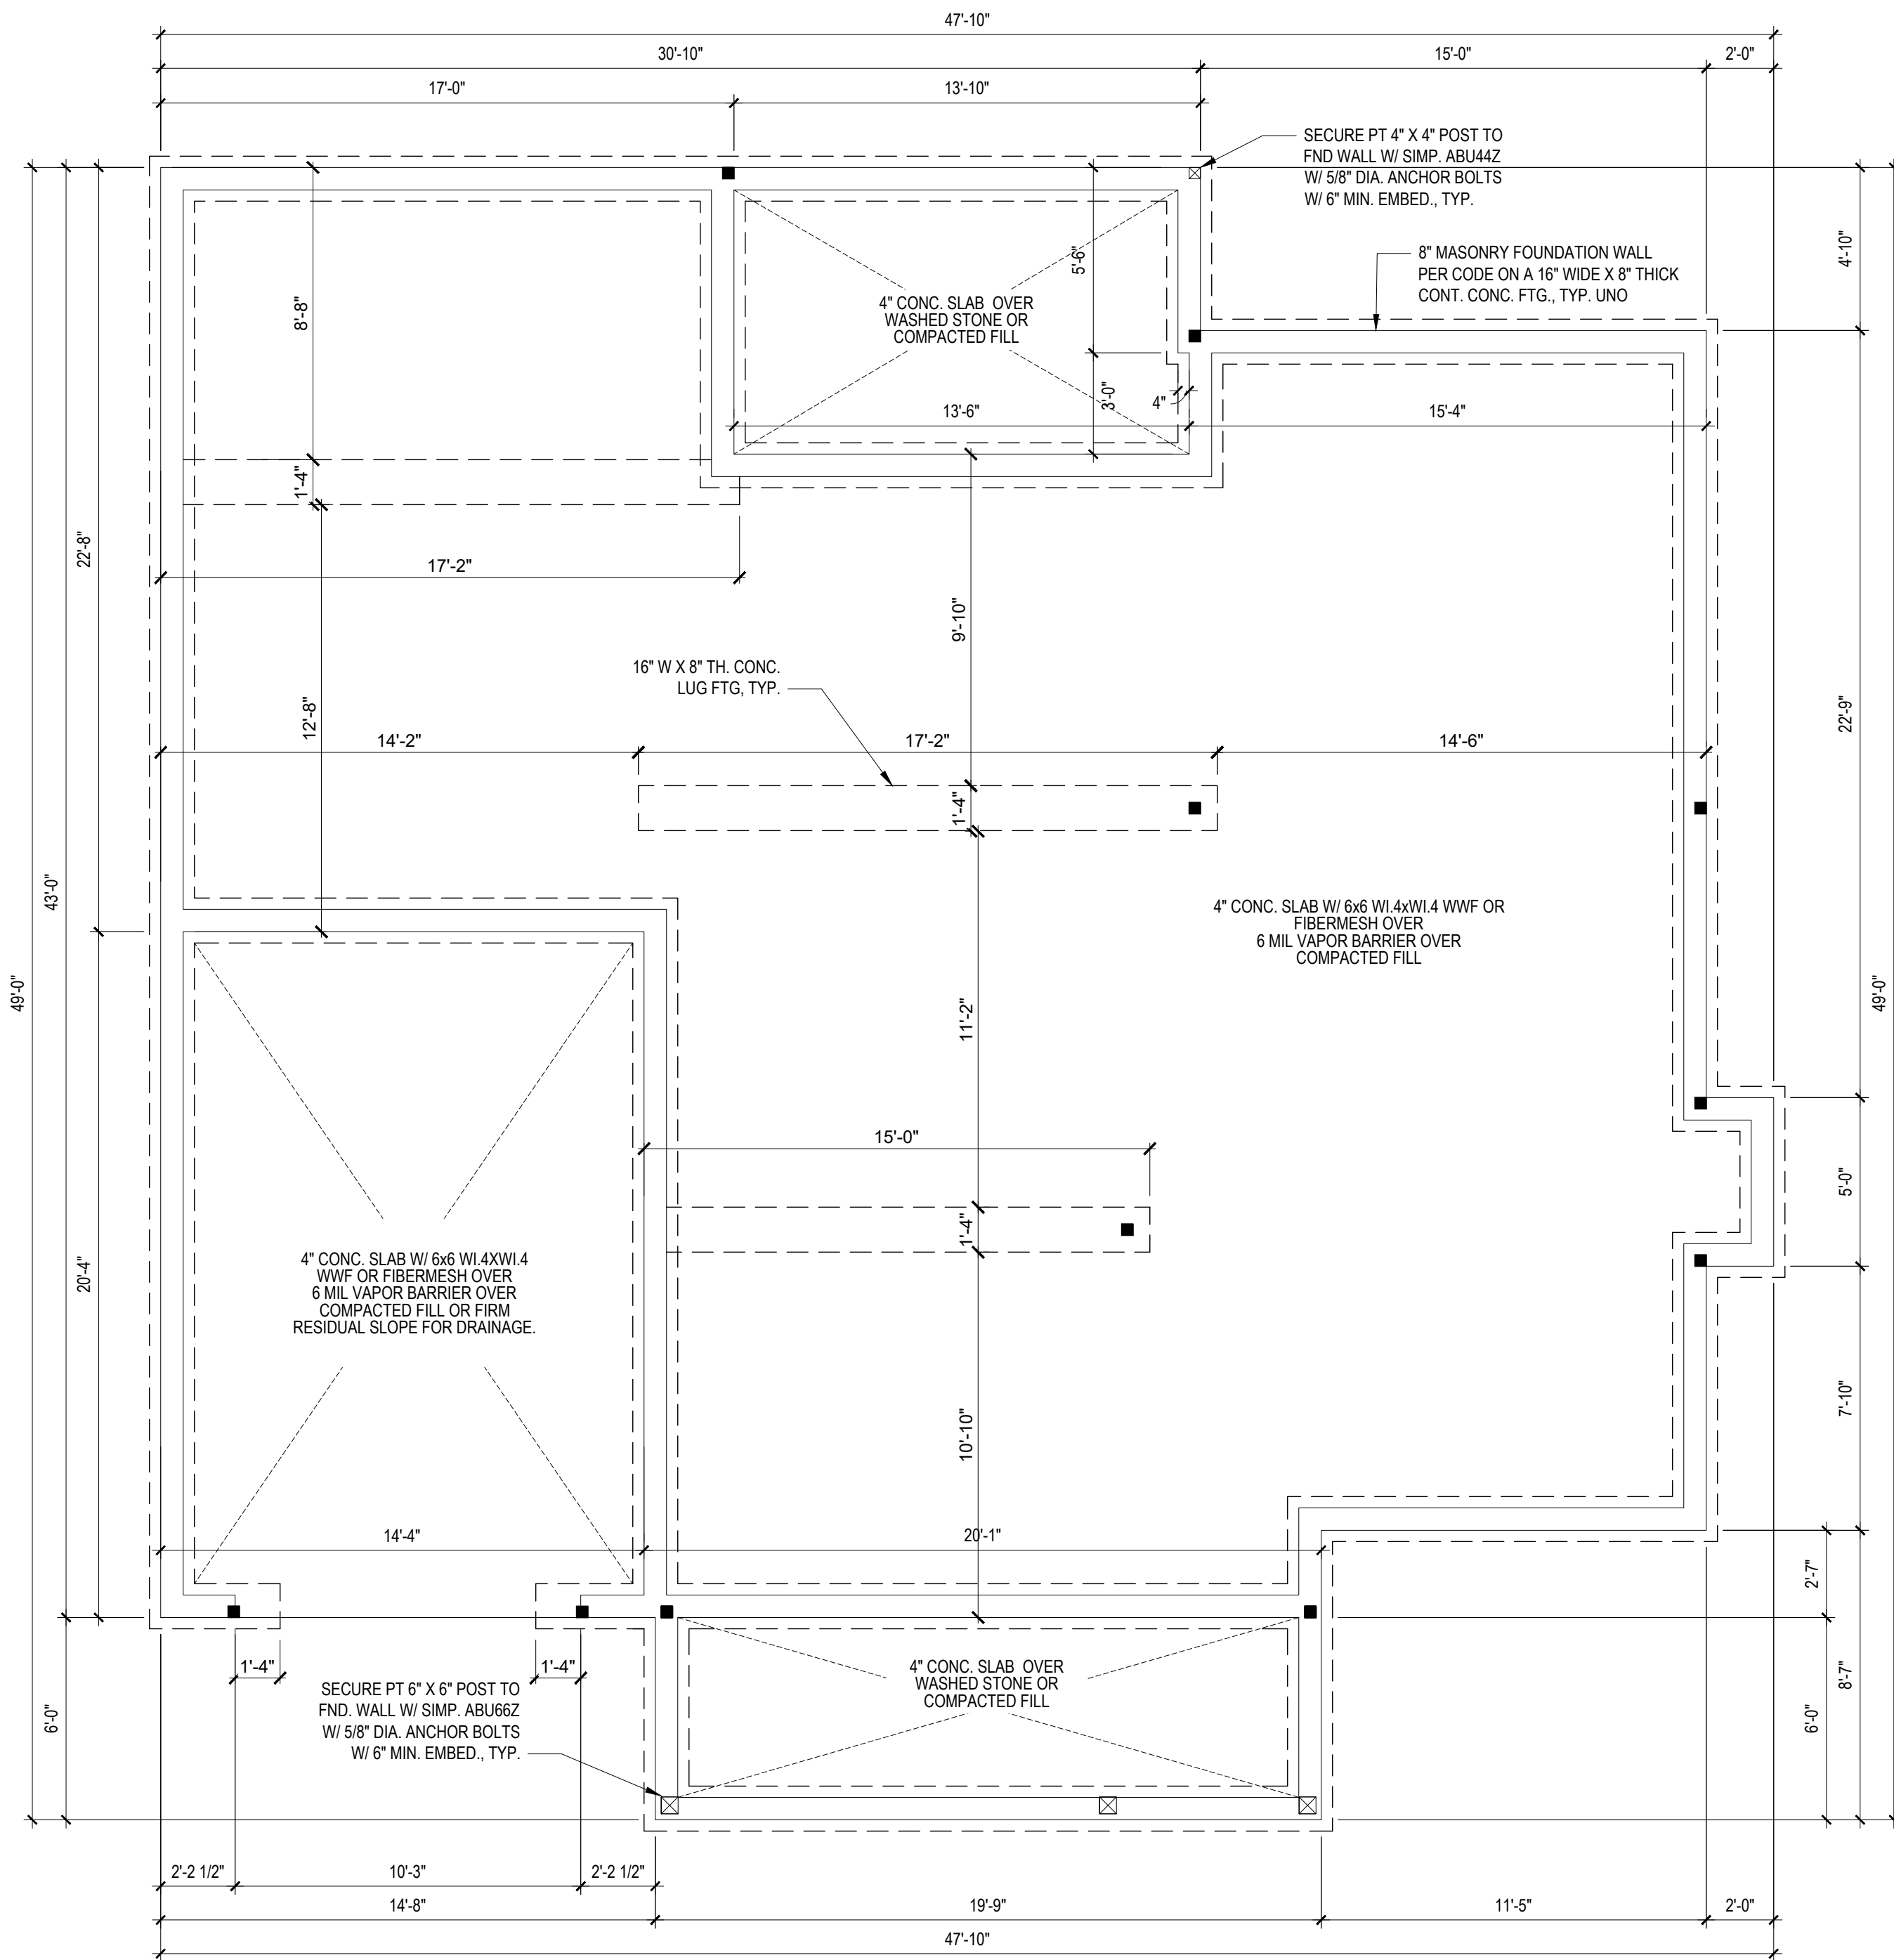 47'-10"
30'-10"
15'-0"
2'-0"
17'-0"
13'-10"
SECURE PT 4" X 4" POST TO
FND WALL W/ SIMP. ABU44Z
W/ 5/8" DIA. ANCHOR BOLTS
W/ 6" MIN. EMBED., TYP.
4'-10"
8" MASONRY FOUNDATION WALL
PER CODE ON A 16" WIDE X 8" THICK
CONT. CONC. FTG., TYP. UNO
5'-6"
8'-8"
4" CONC. SLAB OVER
WASHED STONE OR
COMPACTED FILL
3'-0"
4"
13'-6"
15'-4"
1'-4"
22'-8"
17'-2"
9'-10"
16" W X 8" TH. CONC.
LUG FTG, TYP.
12'-8"
22'-9"
14'-2"
17'-2"
14'-6"
1'-4"
43'-0"
4" CONC. SLAB W/ 6x6 WI.4xWI.4 WWF OR
FIBERMESH OVER
6 MIL VAPOR BARRIER OVER
COMPACTED FILL
49'-0"
49'-0"
11'-2"
15'-0"
5'-0"
1'-4"
20'-4"
4" CONC. SLAB W/ 6x6 WI.4XWI.4
WWF OR FIBERMESH OVER
6 MIL VAPOR BARRIER OVER
COMPACTED FILL OR FIRM
RESIDUAL SLOPE FOR DRAINAGE.
7'-10"
10'-10"
14'-4"
20'-1"
2'-7"
1'-4"
1'-4"
4" CONC. SLAB OVER
WASHED STONE OR
COMPACTED FILL
8'-7"
SECURE PT 6" X 6" POST TO
FND. WALL W/ SIMP. ABU66Z
W/ 5/8" DIA. ANCHOR BOLTS
W/ 6" MIN. EMBED., TYP.
6'-0"
6'-0"
2'-2 1/2"
10'-3"
2'-2 1/2"
14'-8"
19'-9"
11'-5"
2'-0"
47'-10"